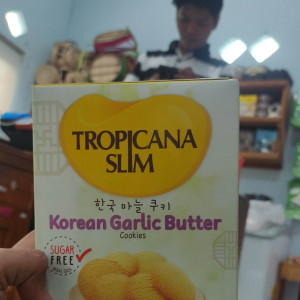 TROPICANA
SLIM
한국 마늘 쿠키
Korean Garlic Butter
Cookies
SUGAR
FREE